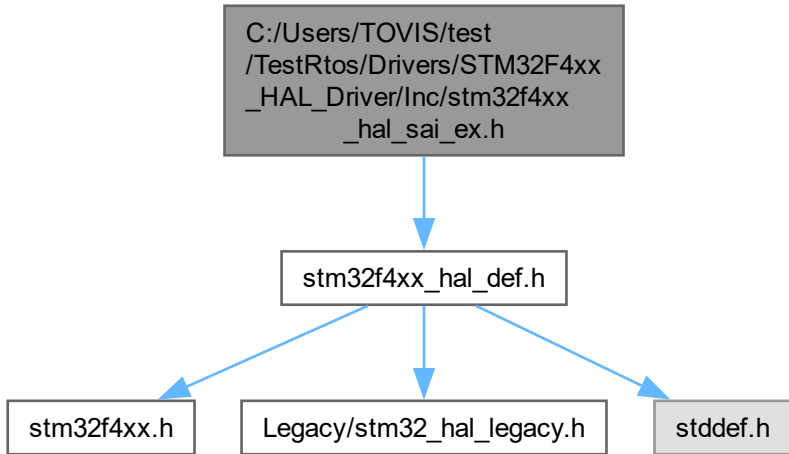 C:/Users/TOVIS/test
/TestRtos/Drivers/STM32F4xx
_HAL_Driver/Inc/stm32f4xx
_hal_sai_ex.h
stm32f4xx_hal_def.h
stm32f4xx.h
Legacy/stm32_hal_legacy.h
stddef.h